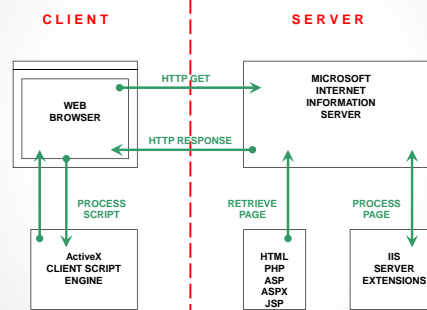 CLIENT
SERVER
HTTP GET
MICROSOFT
INTERNET
INFORMATION
SERVER
WEB
BROWSER
HTTP RESPONSE
PROCESS
SCRIPT
RETRIEVE
PAGE
PROCESS
PAGE
ActiveX
CLIENT SCRIPT
ENGINE
HTML
PHP
ASP
ASPX
JSP
IIS
SERVER
EXTENSIONS